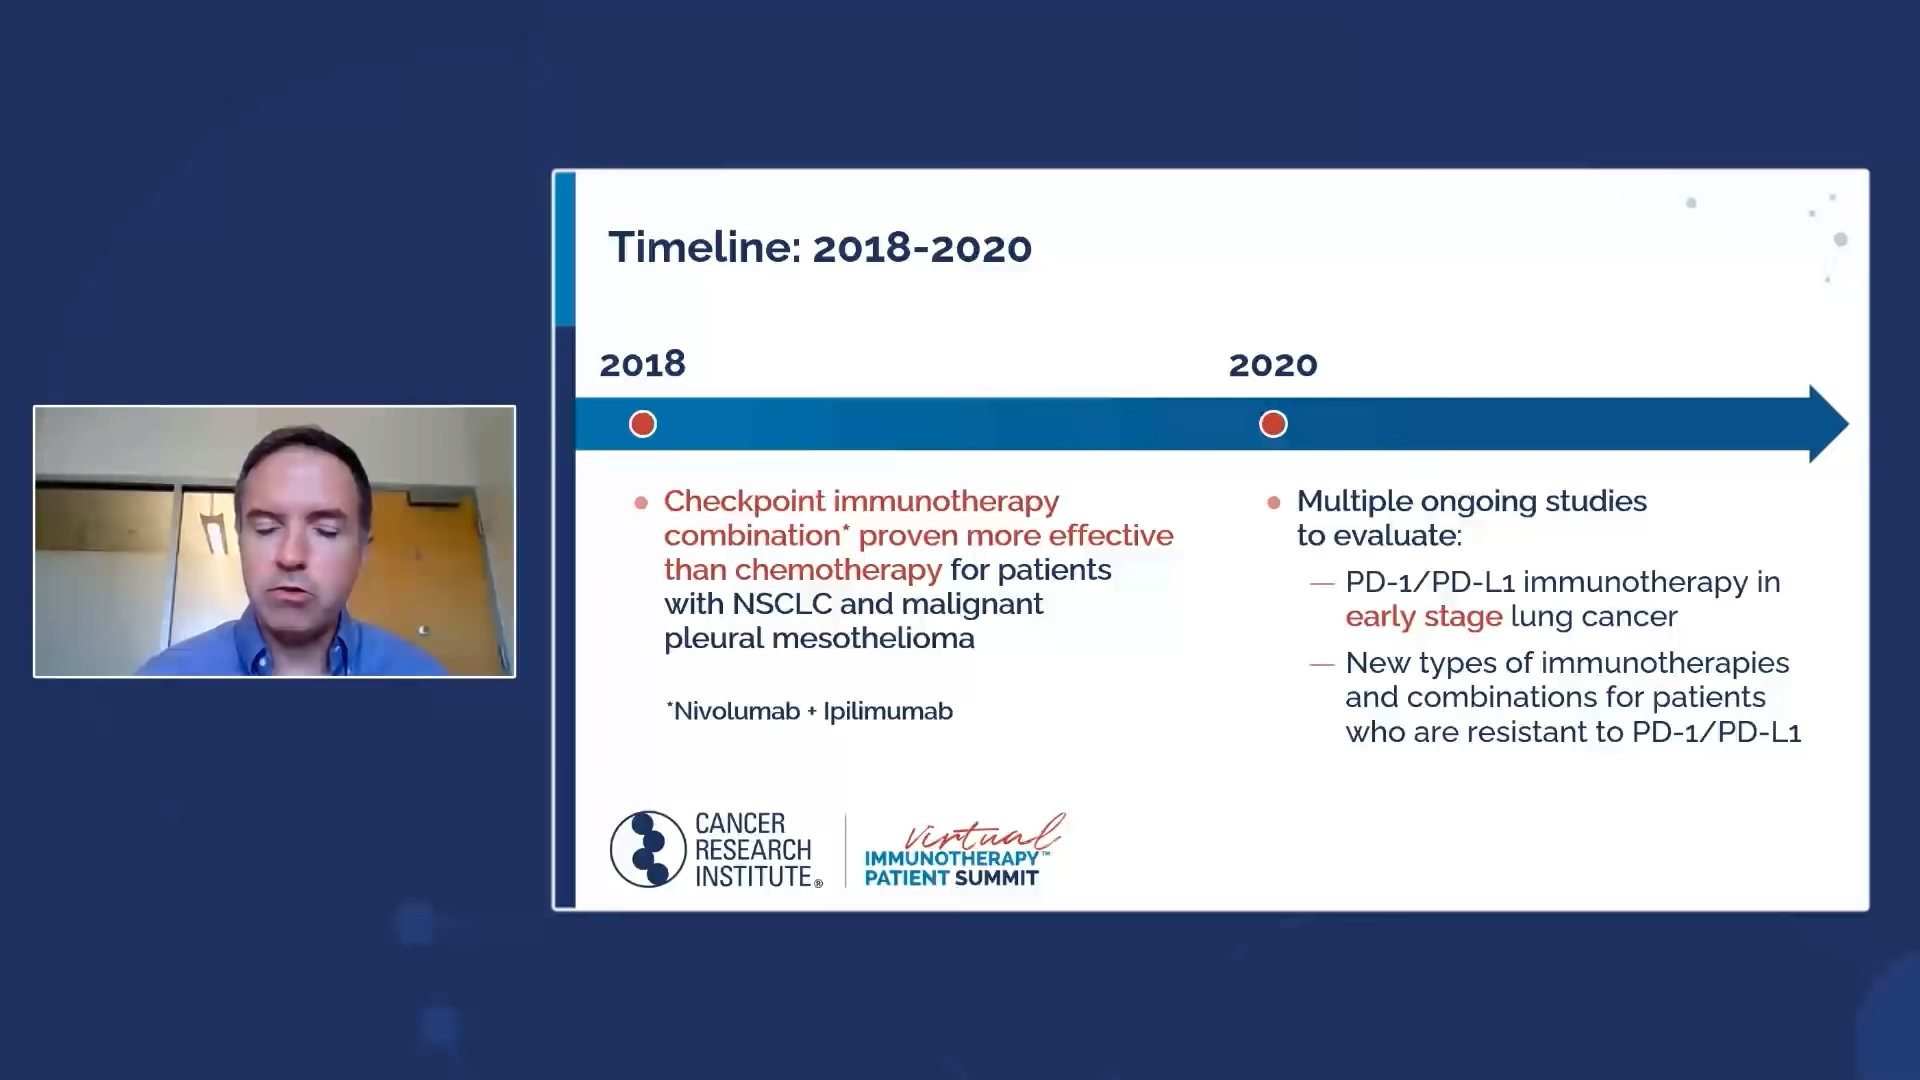 Timeline: 2018-2020
2018
2020
Checkpoint immunotherapy
combination* proven more effective
than chemotherapy for patients
with NSCLC and malignant
pleural mesothelioma
*Nivolumab + Ipilimumab
Multiple ongoing studies
to evaluate:
— PD-1/PD-L1 immunotherapy in
early stage lung cancer
— New types of immunotherapies
and combinations for patients
who are resistant to PD-1/PD-L1
CANCER
RESEARCH
INSTITUTE®
virtual
IMMUNOTHERAPY™
PATIENT SUMMIT